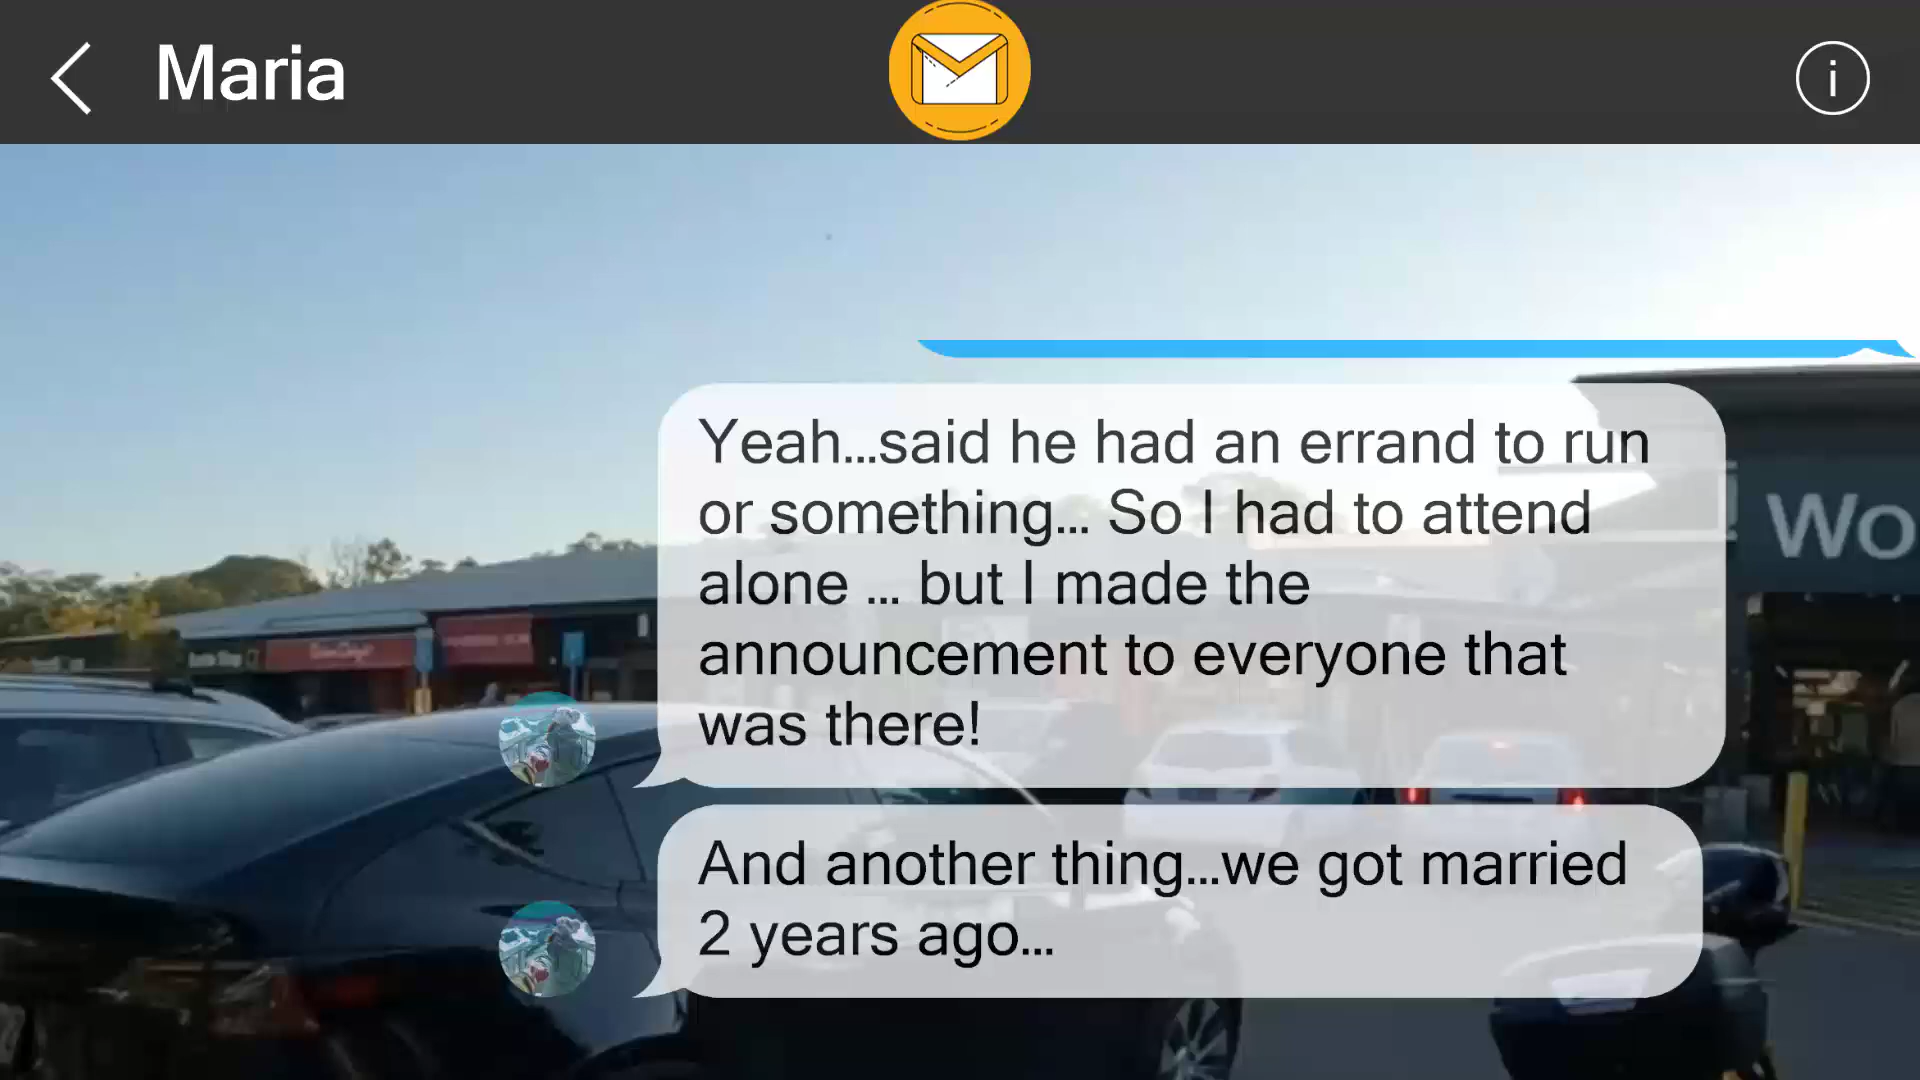 Maria
i
Yeah...said he had an errand to run
or something... So I had to attend
alone ... but I made the
announcement to everyone that
was there!
And another thing...we got married
2 years ago...
Wo